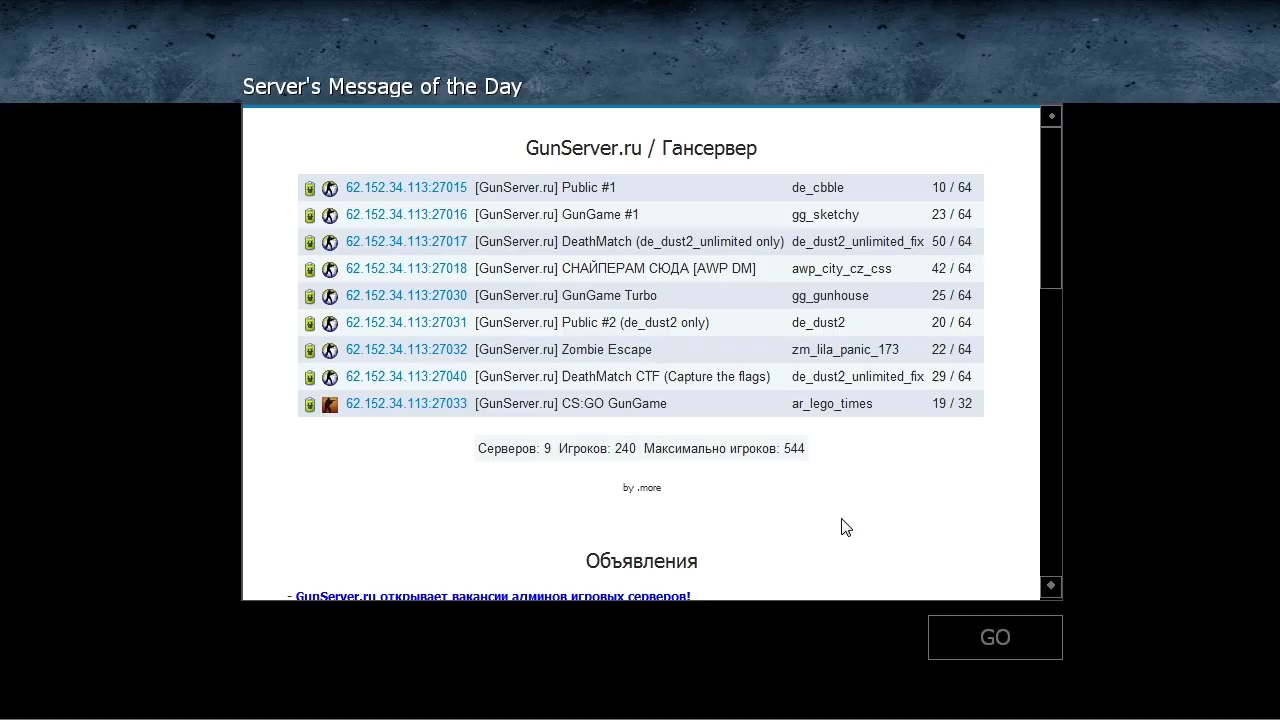 Server's Message of the Day
GunServer.ru / Гансервер
62.152.34.113:27015 [GunServer.ru] Public #1 de_cbble 10 / 64
62.152.34.113:27016 [GunServer.ru] GunGame #1 gg_sketchy 23 / 64
62.152.34.113:27017 [GunServer.ru] DeathMatch (de_dust2_unlimited only) de_dust2_unlimited_fix 50 / 64
62.152.34.113:27018 [GunServer.ru] СНАЙПЕРАМ СЮДА [AWP DM] awp_city_cz_css 42 / 64
62.152.34.113:27030 [GunServer.ru] GunGame Turbo gg_gunhouse 25 / 64
62.152.34.113:27031 [GunServer.ru] Public #2 (de_dust2 only) de_dust2 20 / 64
62.152.34.113:27032 [GunServer.ru] Zombie Escape zm_lila_panic_173 22 / 64
62.152.34.113:27040 [GunServer.ru] DeathMatch CTF (Capture the flags) de_dust2_unlimited_fix 29 / 64
62.152.34.113:27033 [GunServer.ru] CS:GO GunGame ar_lego_times 19 / 32
Серверов: 9 Игроков: 240 Максимально игроков: 544
by .more
Объявления
- GunServer.ru открывает вакансии админов игровых серверов!
GO